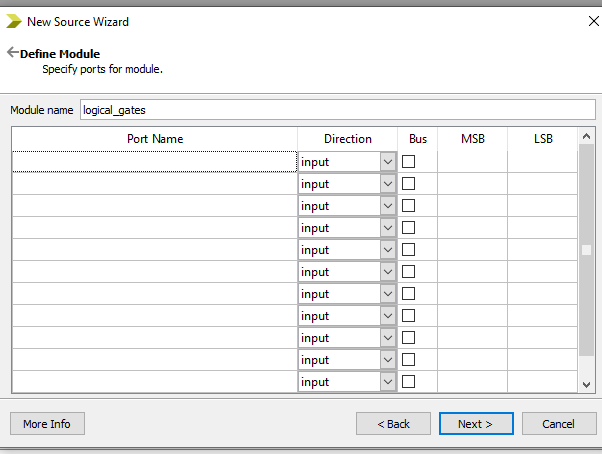 New Source Wizard
Define Module
Specify ports for module.
Module name logical_gates
Port Name Direction Bus MSB LSB
input
input
input
input
input
input
input
input
input
input
input
More Info < Back Next > Cancel